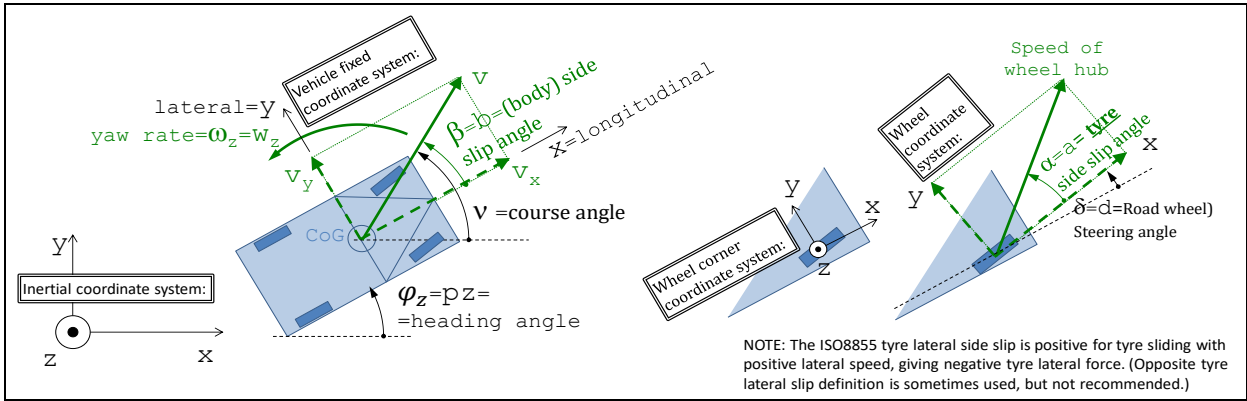 Vehicle fixed
coordinate system:
lateral=y
yaw rate=ω_z=w_z
v
β=b=(body) side
slip angle
X=longitudinal
v_y
v_x
ν =course angle
CoG
φ_z=pz=
=heading angle
y
Inertial coordinate system:
z
x
Speed of
wheel hub
Wheel
coordinate
system:
α=a= tyre
side slip angle
x
y
δ=d=Road wheel)
Steering angle
y
x
z
Wheel corner
coordinate system:
NOTE: The ISO8855 tyre lateral side slip is positive for tyre sliding with
positive lateral speed, giving negative tyre lateral force. (Opposite tyre
lateral slip definition is sometimes used, but not recommended.)